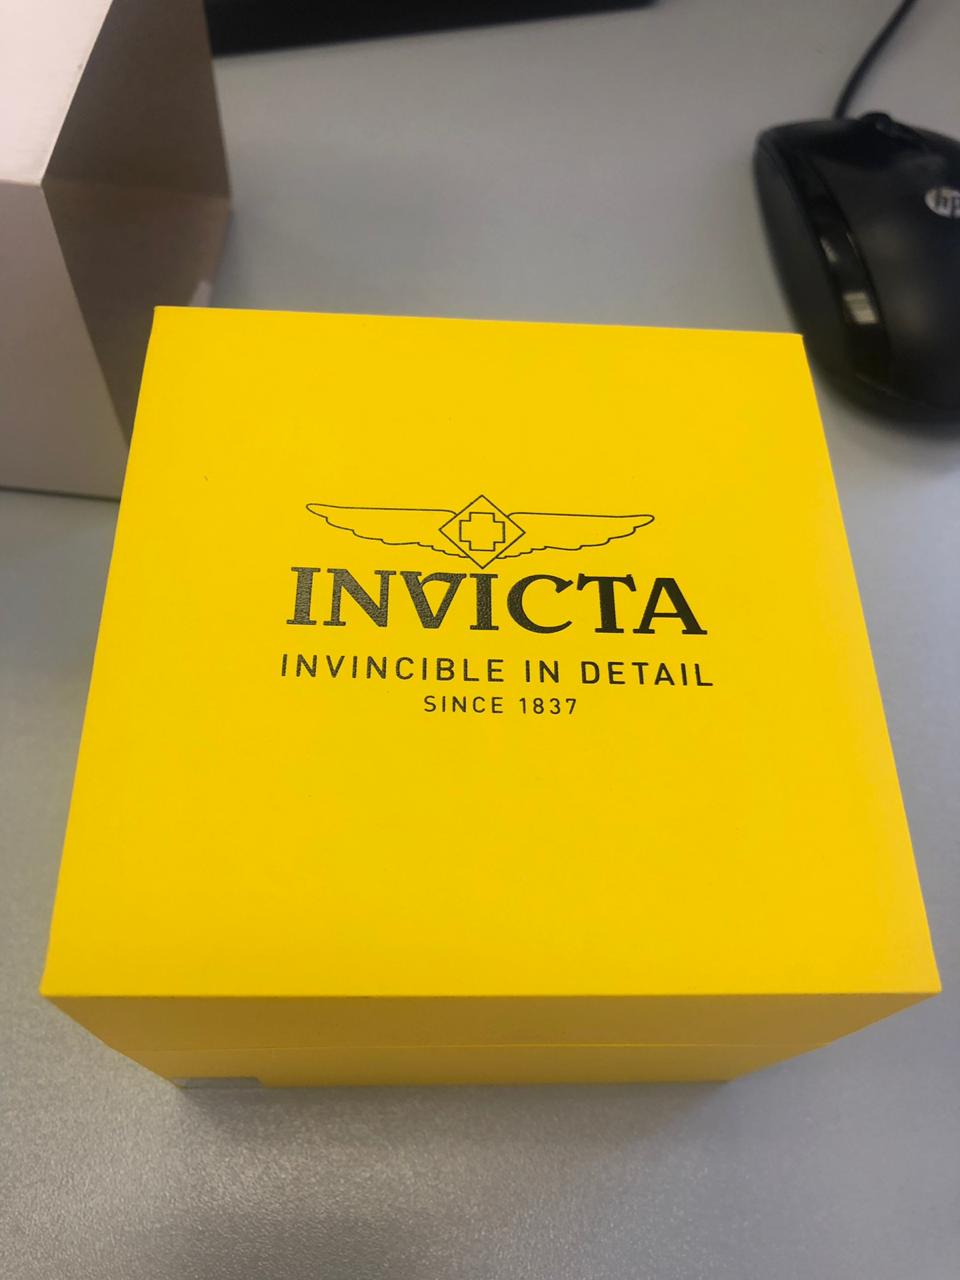 INVICTA
INVINCIBLE IN DETAIL
SINCE 1837
hp